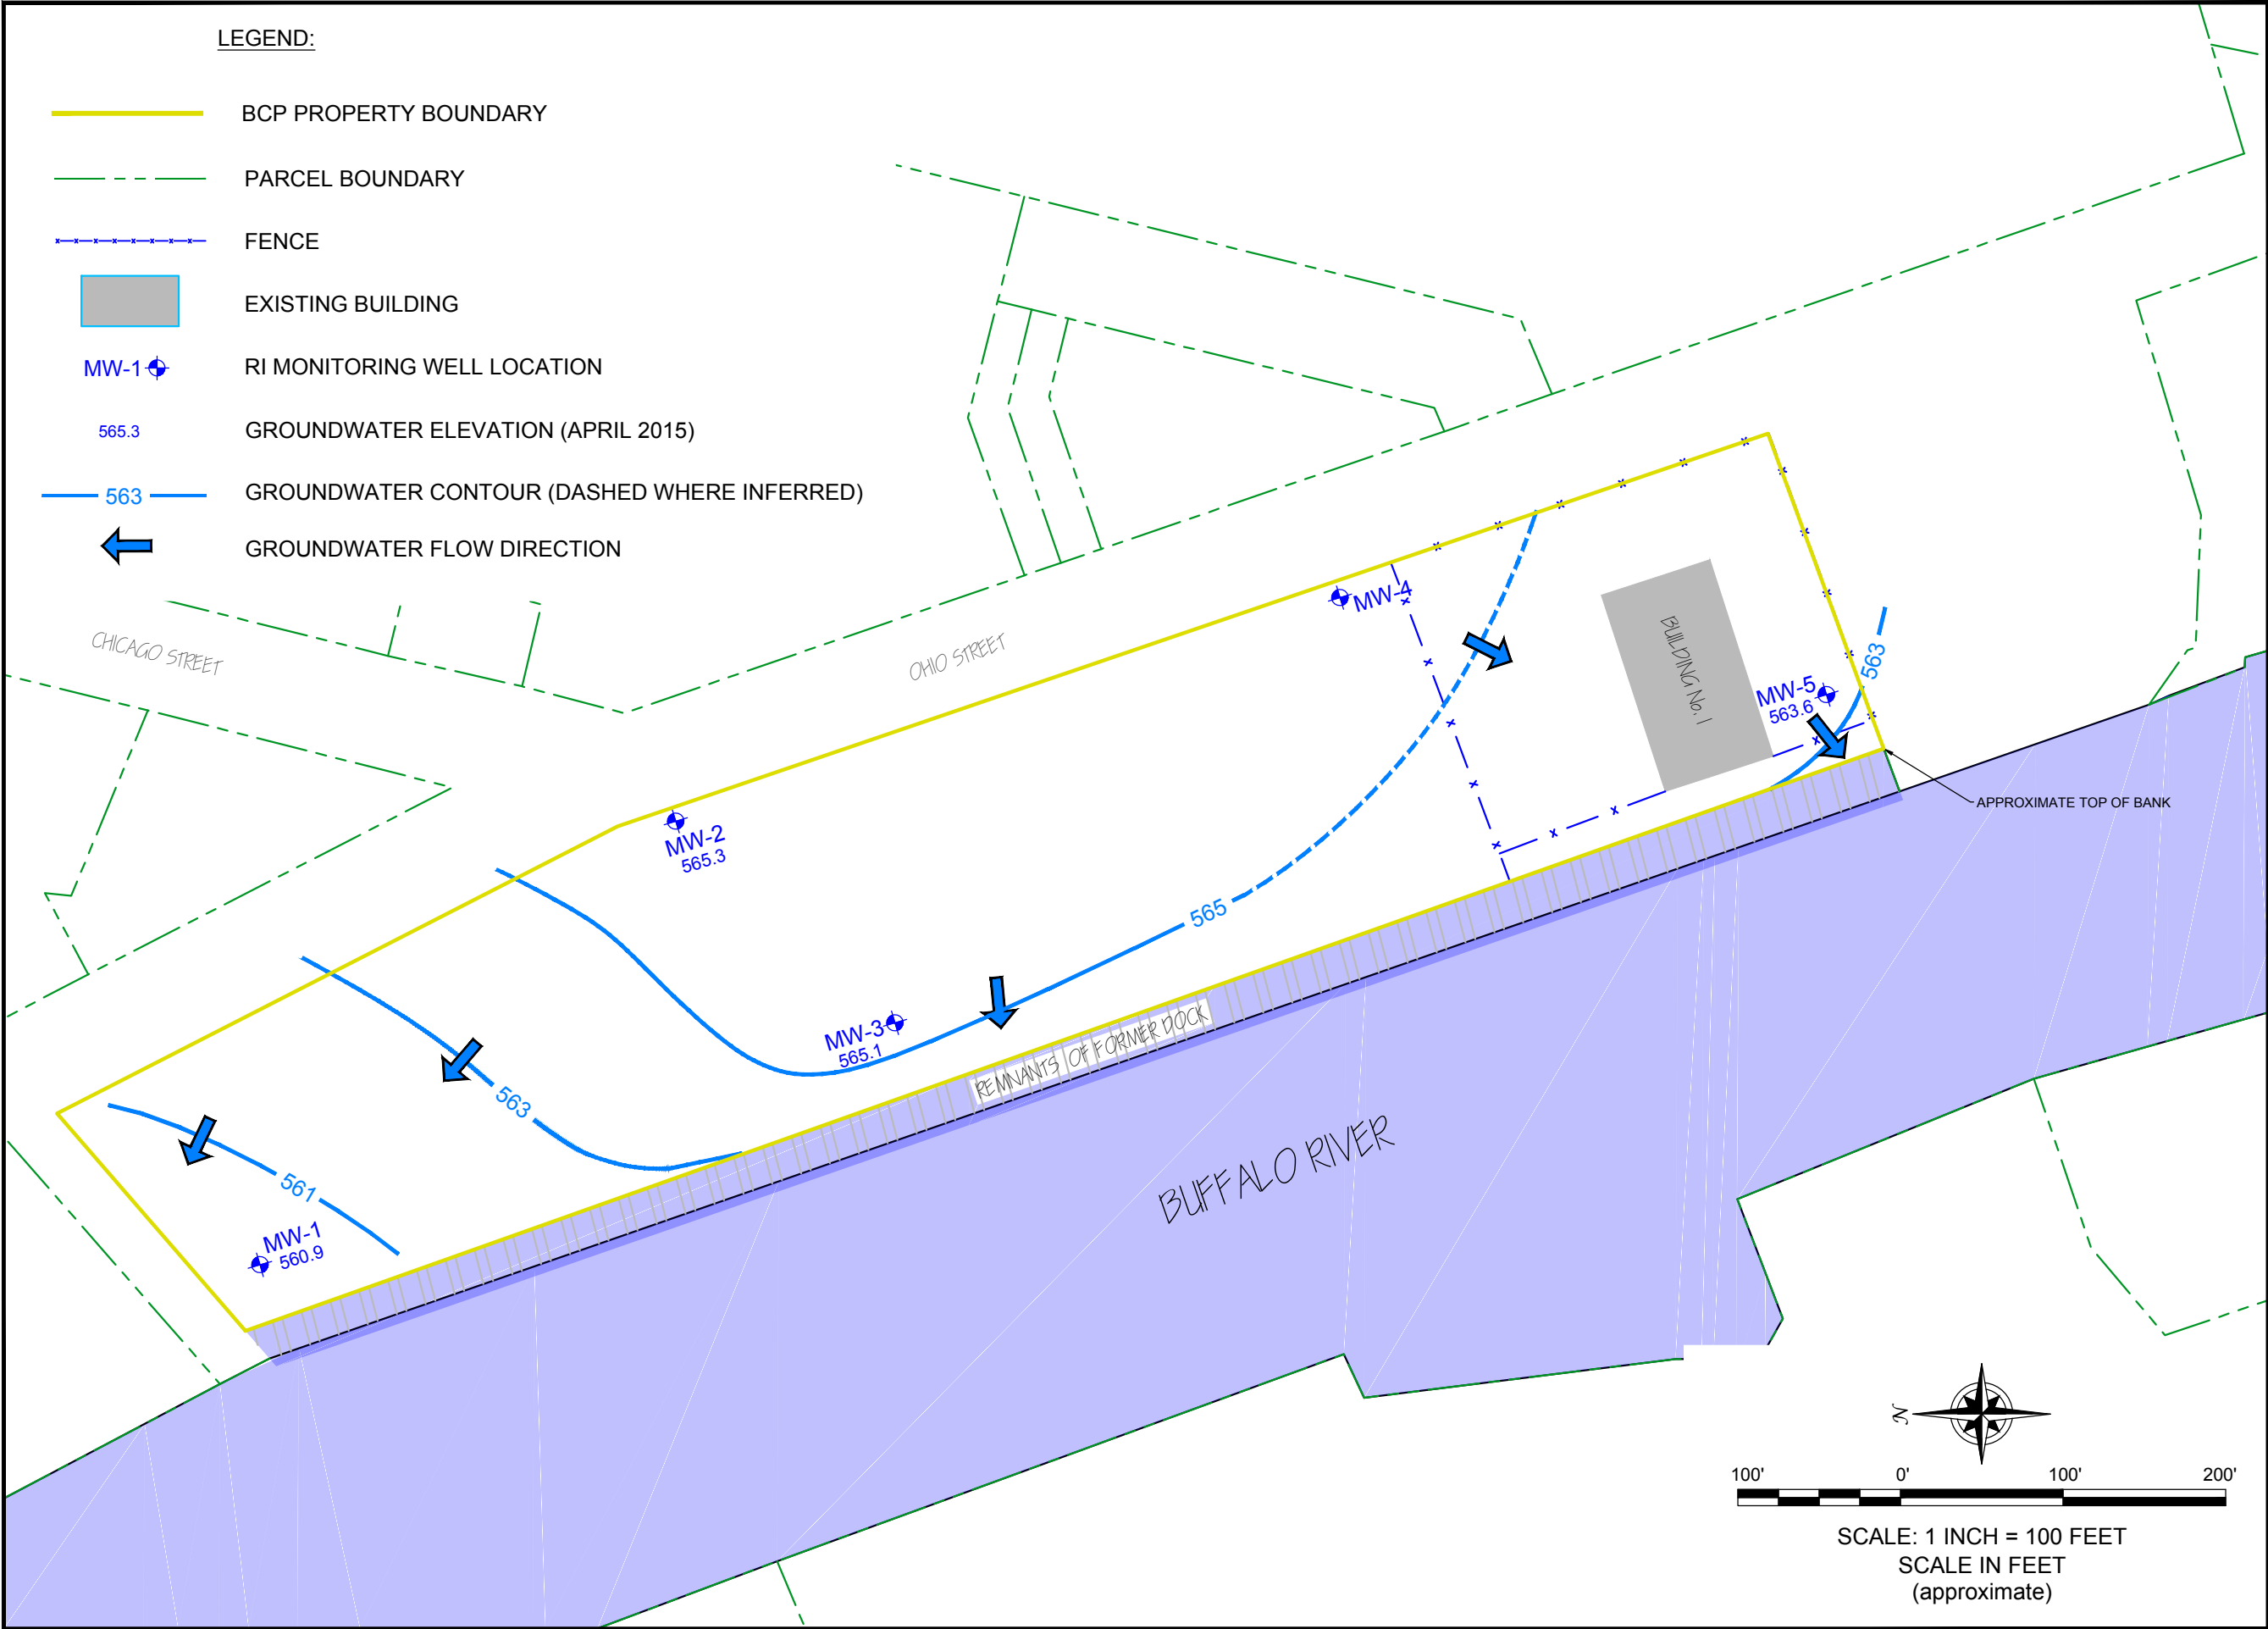 LEGEND:
BCP PROPERTY BOUNDARY
PARCEL BOUNDARY
FENCE
EXISTING BUILDING
MW-1
RI MONITORING WELL LOCATION
565.3
GROUNDWATER ELEVATION (APRIL 2015)
563
GROUNDWATER CONTOUR (DASHED WHERE INFERRED)
GROUNDWATER FLOW DIRECTION
CHICAGO STREET
OHIO STREET
MW-4
BUILDING No. 1
MW-5
563.6
563
APPROXIMATE TOP OF BANK
MW-2
565.3
565
MW-3
565.1
REMNANTS OF FORMER DOCK
563
561
MW-1
560.9
BUFFALO RIVER
N
100' 0' 100' 200'
SCALE: 1 INCH = 100 FEET
SCALE IN FEET
(approximate)